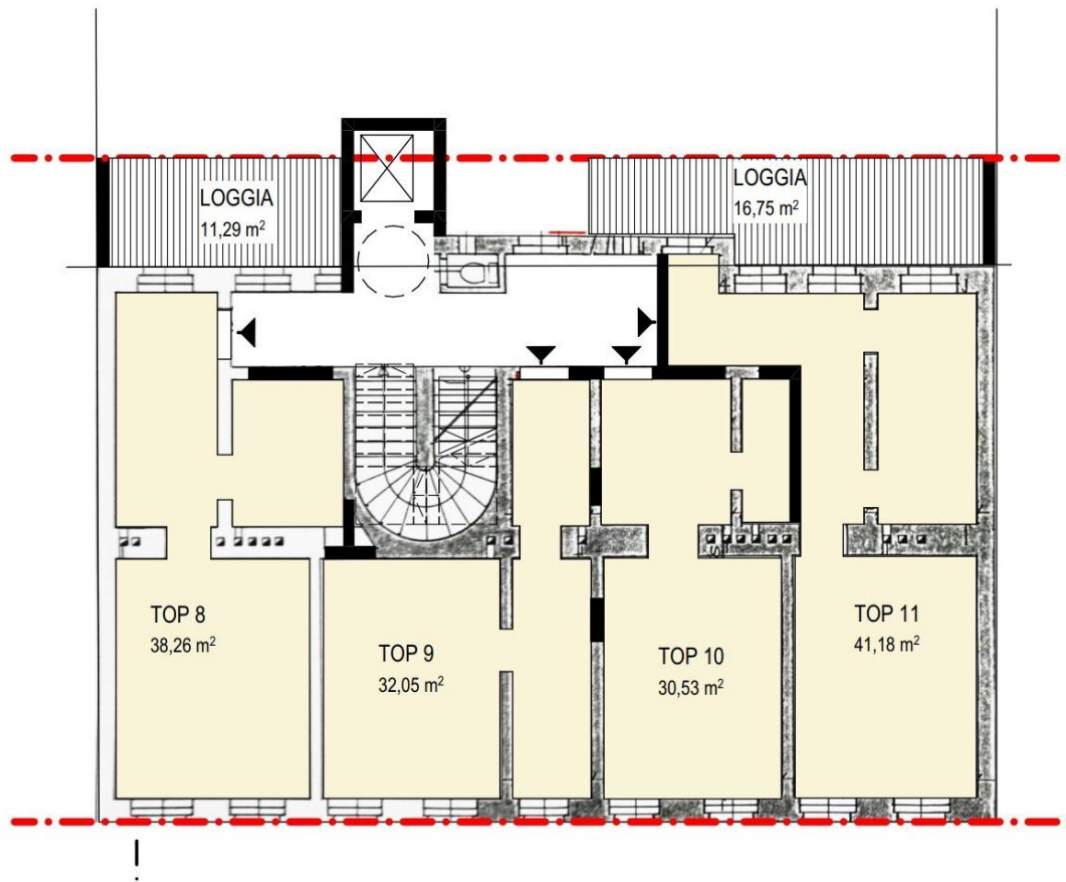 LOGGIA
11,29 m²
LOGGIA
16,75 m²
TOP 8
38,26 m²
TOP 9
32,05 m²
TOP 10
30,53 m²
TOP 11
41,18 m²